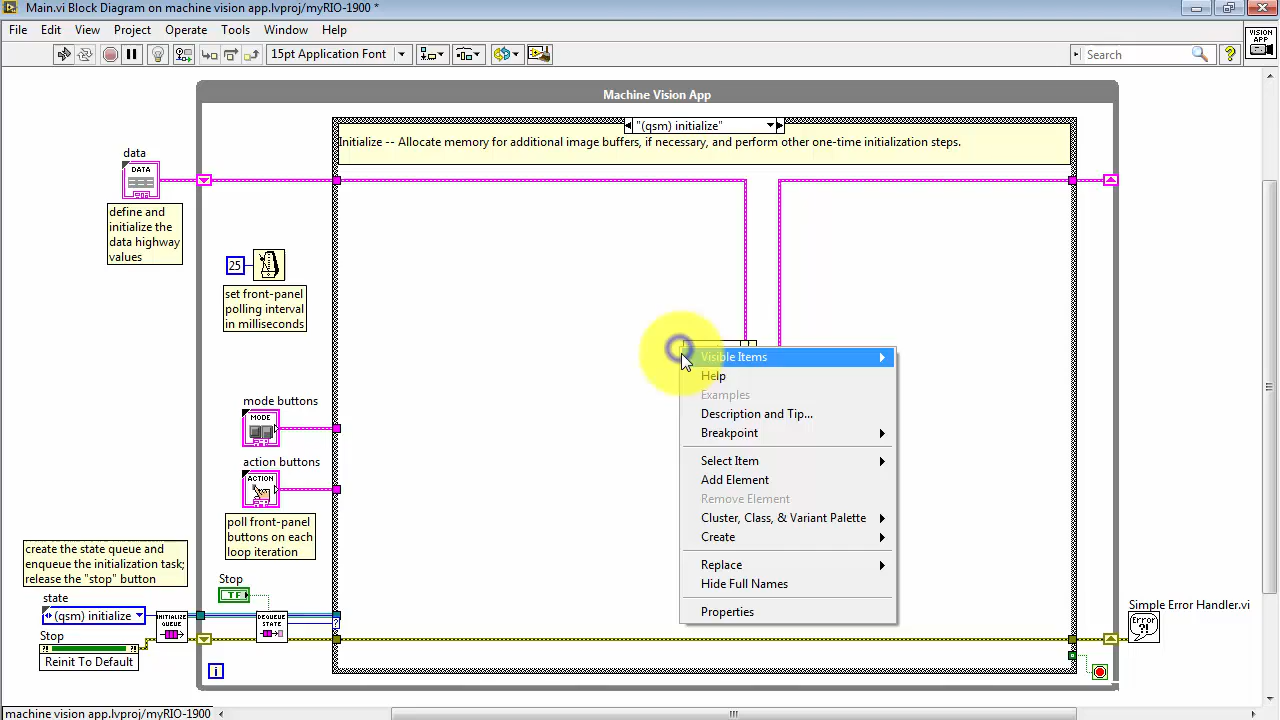 Main.vi Block Diagram on machine vision app.lvproj/myRIO-1900 *
File Edit View Project Operate Tools Window Help
15pt Application Font
Search
?
VISION
APP
Machine Vision App
"(qsm) initialize"
Initialize -- Allocate memory for additional image buffers, if necessary, and perform other one-time initialization steps.
data
DATA
define and
initialize the
data highway
values
25
set front-panel
polling interval
in milliseconds
Visible Items
Help
Examples
Description and Tip...
Breakpoint
Select Item
Add Element
Remove Element
Cluster, Class, & Variant Palette
Create
Replace
Hide Full Names
Properties
mode buttons
MODE
action buttons
ACTION
poll front-panel
buttons on each
loop iteration
create the state queue and
enqueue the initialization task;
release the "stop" button
state
(qsm) initialize
INITIALIZE
QUEUE
Stop
TF
DEQUEUE
STATE
?
Stop
Reinit To Default
i
Simple Error Handler.vi
Error
?!
machine vision app.lvproj/myRIO-1900